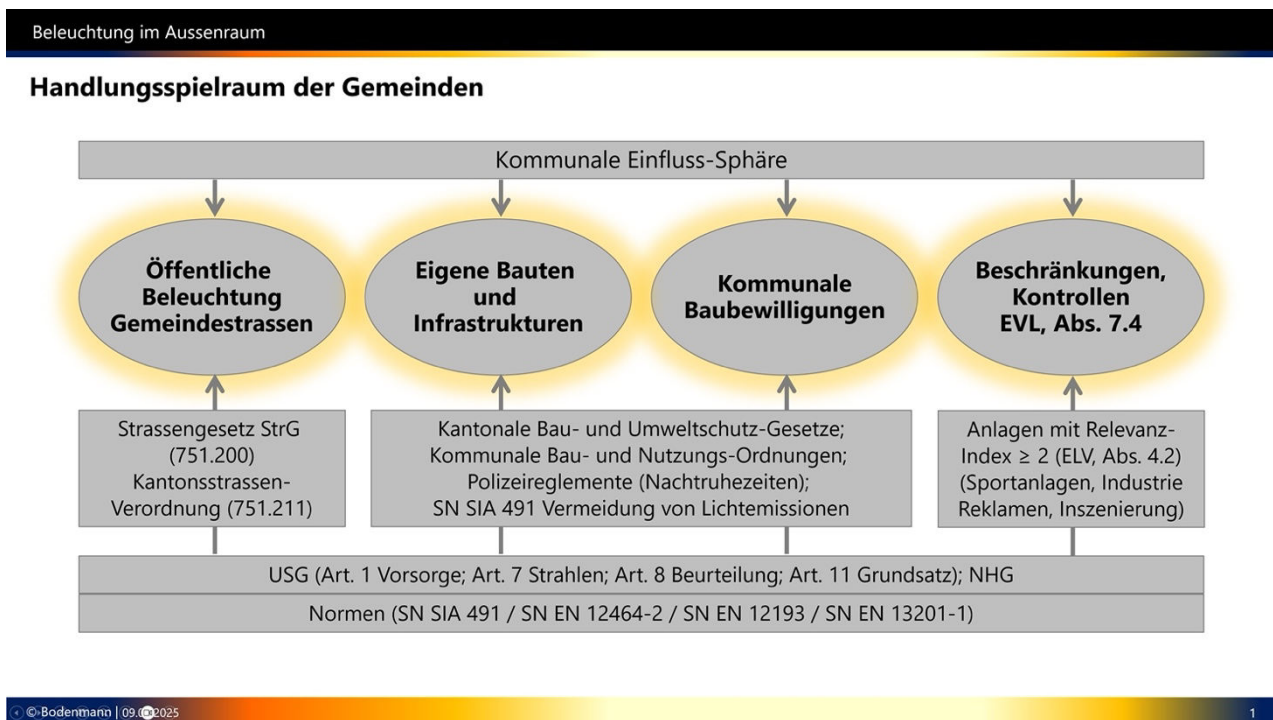 Beleuchtung im Aussenraum
Handlungsspielraum der Gemeinden
Kommunale Einfluss-Sphäre
Öffentliche
Beleuchtung
Gemeindestrassen
Eigene Bauten
und
Infrastrukturen
Kommunale
Baubewilligungen
Beschränkungen,
Kontrollen
EVL, Abs. 7.4
Strassengesetz StrG
(751.200)
Kantonsstrassen-
Verordnung (751.211)
Kantonale Bau- und Umweltschutz-Gesetze;
Kommunale Bau- und Nutzungs-Ordnungen;
Polizeireglemente (Nachtruhezeiten);
SN SIA 491 Vermeidung von Lichtemissionen
Anlagen mit Relevanz-
Index ≥ 2 (ELV, Abs. 4.2)
(Sportanlagen, Industrie
Reklamen, Inszenierung)
USG (Art. 1 Vorsorge; Art. 7 Strahlen; Art. 8 Beurteilung; Art. 11 Grundsatz); NHG
Normen (SN SIA 491 / SN EN 12464-2 / SN EN 12193 / SN EN 13201-1)
© Bodenmann |
1